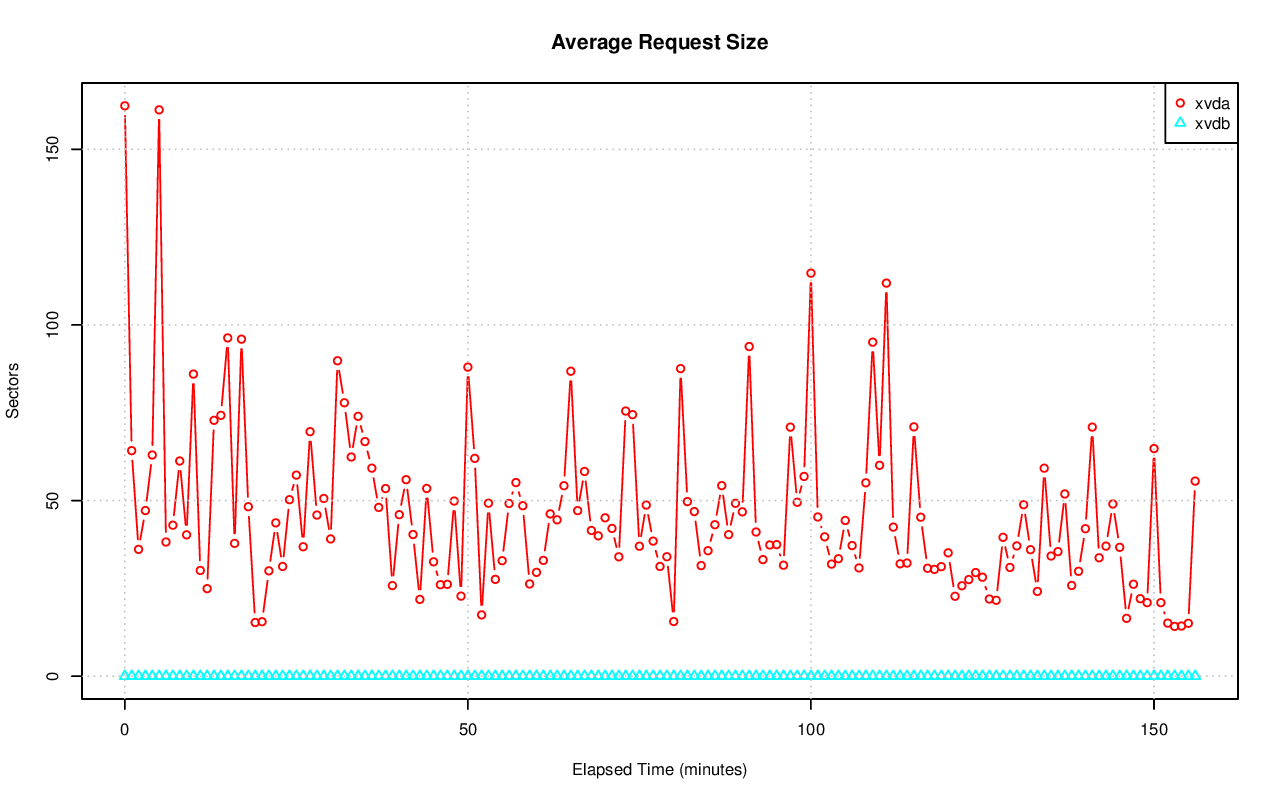 Average Request Size
xvda
xvdb
Sectors
150
100
50
0
0 50 100 150
Elapsed Time (minutes)